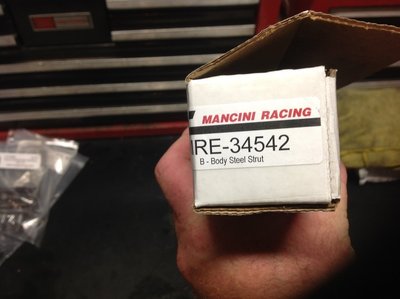 MANCINI RACING
RE-34542
B - Body Steel Strut